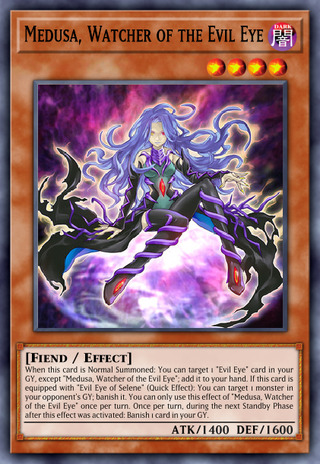 Medusa, Watcher of the Evil Eye
DARK
闇
[Fiend / Effect]
When this card is Normal Summoned: You can target 1 "Evil Eye" card in your
GY, except "Medusa, Watcher of the Evil Eye"; add it to your hand. If this card is
equipped with "Evil Eye of Selene" (Quick Effect): You can target 1 monster in
your opponent's GY; banish it. You can only use this effect of "Medusa, Watcher
of the Evil Eye" once per turn. Once per turn, during the next Standby Phase
after this effect was activated: Banish 1 card in your GY.
ATK/1400 DEF/1600